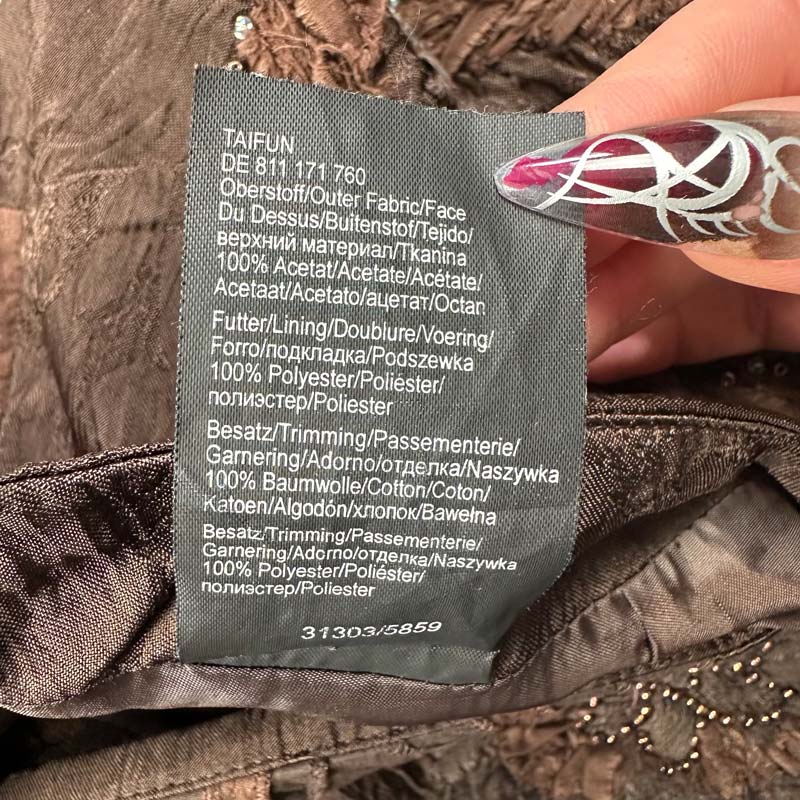 TAIFUN
DE 811 171 760
Oberstoff/Outer Fabric/Face
Du Dessus/Buitenstof/Tejido/
верхний материал/Tkanina
100% Acetat/Acetate/Acétate/
Acetaat/Acetato/ацетат/Octan
Futter/Lining/Doublure/Voering/
Forro/подкладка/Podszewka
100% Polyester/Poliéster/
полиэстер/Poliester
Besatz/Trimming/Passementerie/
Garnering/Adorno/отделка/Naszywka
100% Baumwolle/Cotton/Coton/
Katoen/Algodón/хлопок/Bawełna
Besatz/Trimming/Passementerie/
Garnering/Adorno/отделка/Naszywka
100% Polyester/Poliéster/
полиэстер/Poliester
31303/5859